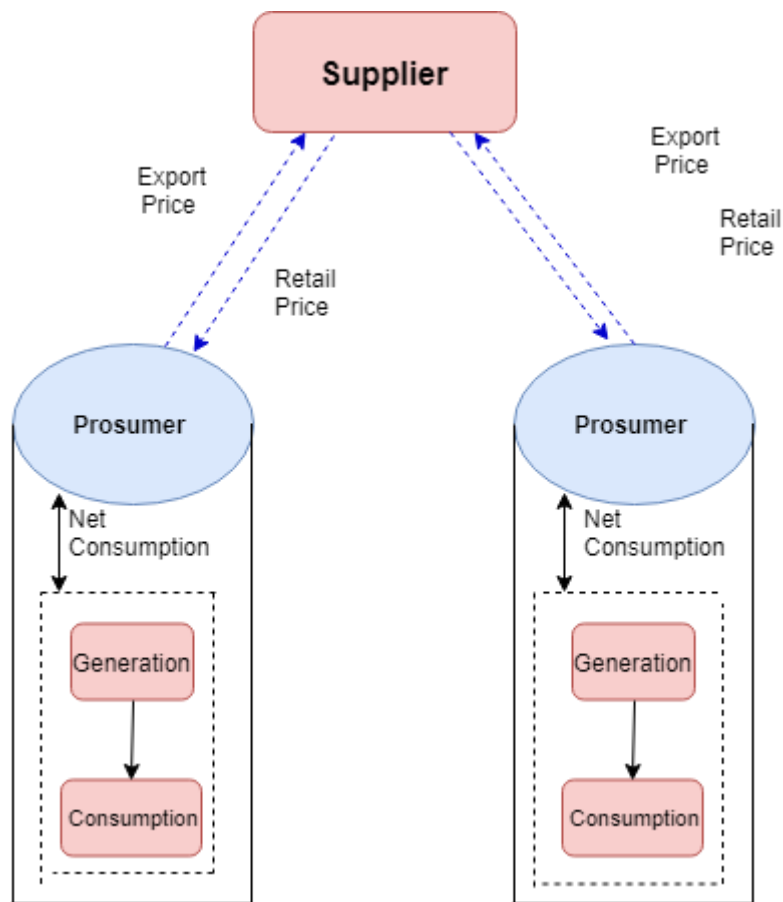 Supplier
Export
Price
Retail
Price
Export
Price
Retail
Price
Prosumer
Net
Consumption
Generation
Consumption
Prosumer
Net
Consumption
Generation
Consumption